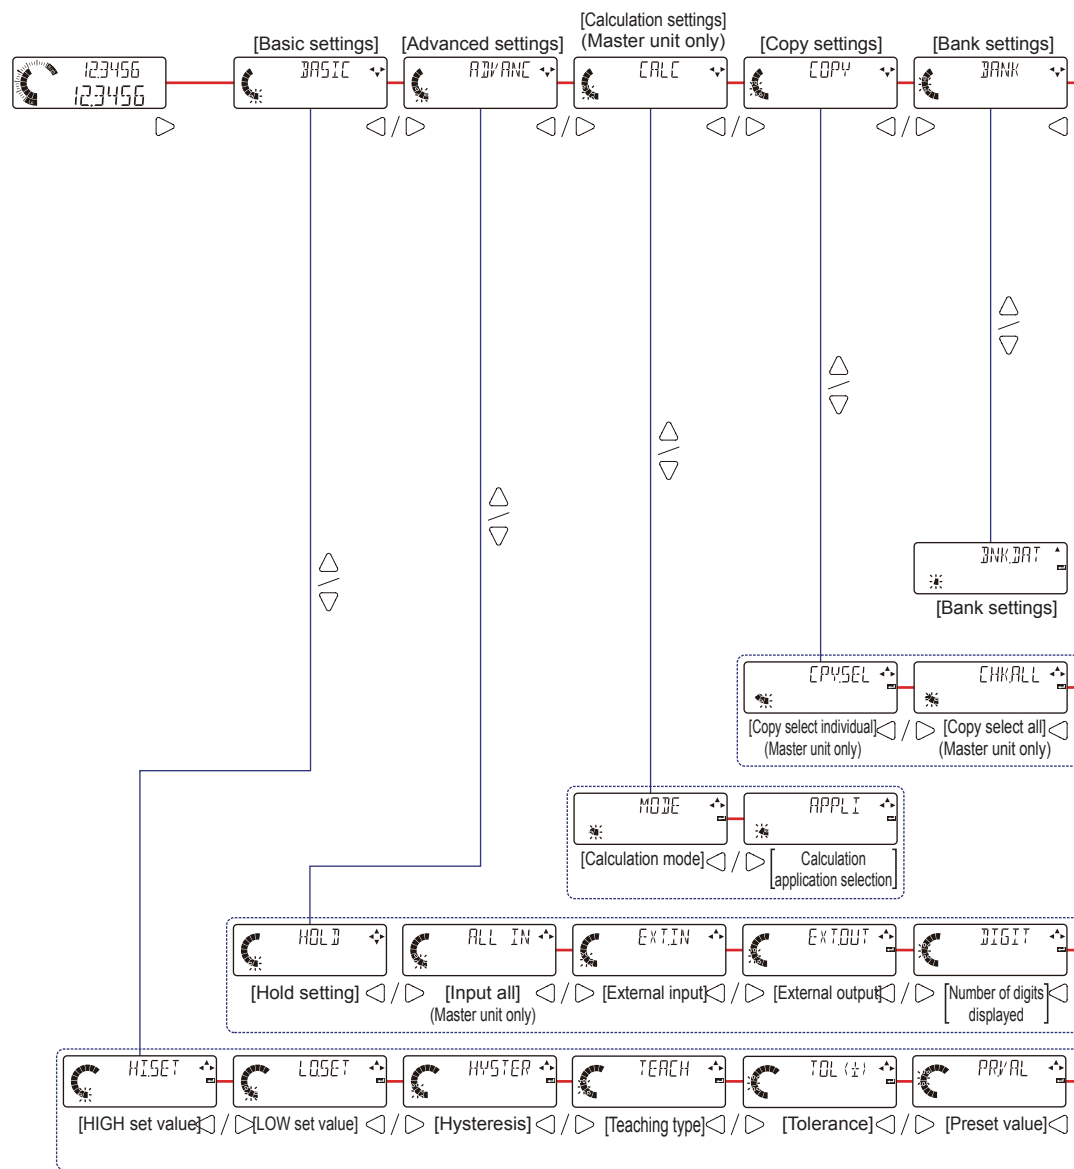 [Calculation settings]
(Master unit only)
[Basic settings]
[Advanced settings]
[Copy settings]
[Bank settings]
12.3456
12.3456
BASIC
ADVANC
CALC
COPY
BANK
/
/
/
/
/
/
/
/
/
BNK.DAT
[Bank settings]
CPY.SEL
CHK.ALL
[Copy select individual] / [Copy select all]
(Master unit only)
(Master unit only)
MODE
APPLI
[Calculation mode] / [Calculation
application selection]
HOLD
ALL IN
EXT.IN
EXT.OUT
DIGIT
[Hold setting] / [Input all] / [External input] / [External output] / [Number of digits
displayed]
(Master unit only)
HI.SET
LO.SET
HYSTER
TEACH
TOL (±)
PR.VAL
[HIGH set value] / [LOW set value] / [Hysteresis] / [Teaching type] / [Tolerance] / [Preset value]